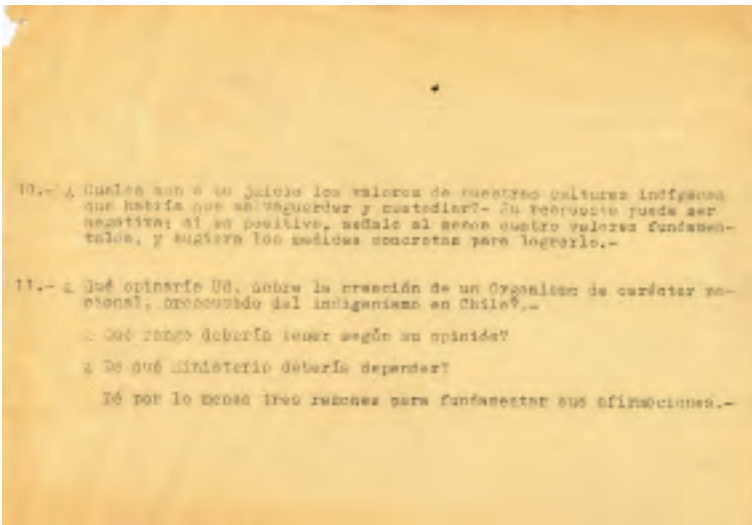 10.- ¿ Cuales son a su juicio los valores de nuestras culturas indígenas
que habría que salvaguardar y custodiar?- Su respuesta puede ser
negativa; si es positiva, señale al menos cuatro valores fundamen-
tales, y sugiera las medidas concretas para lograrlo.-
11.- ¿ Qué opinaría Ud. sobre la creación de un Organismo de carácter na-
cional, preocupado del indigenismo en Chile?.-
¿ Qué rango debería tener según su opinión?
¿ De qué Ministerio debería depender?
Dé por lo menos tres razones para fundamentar sus afirmaciones.-